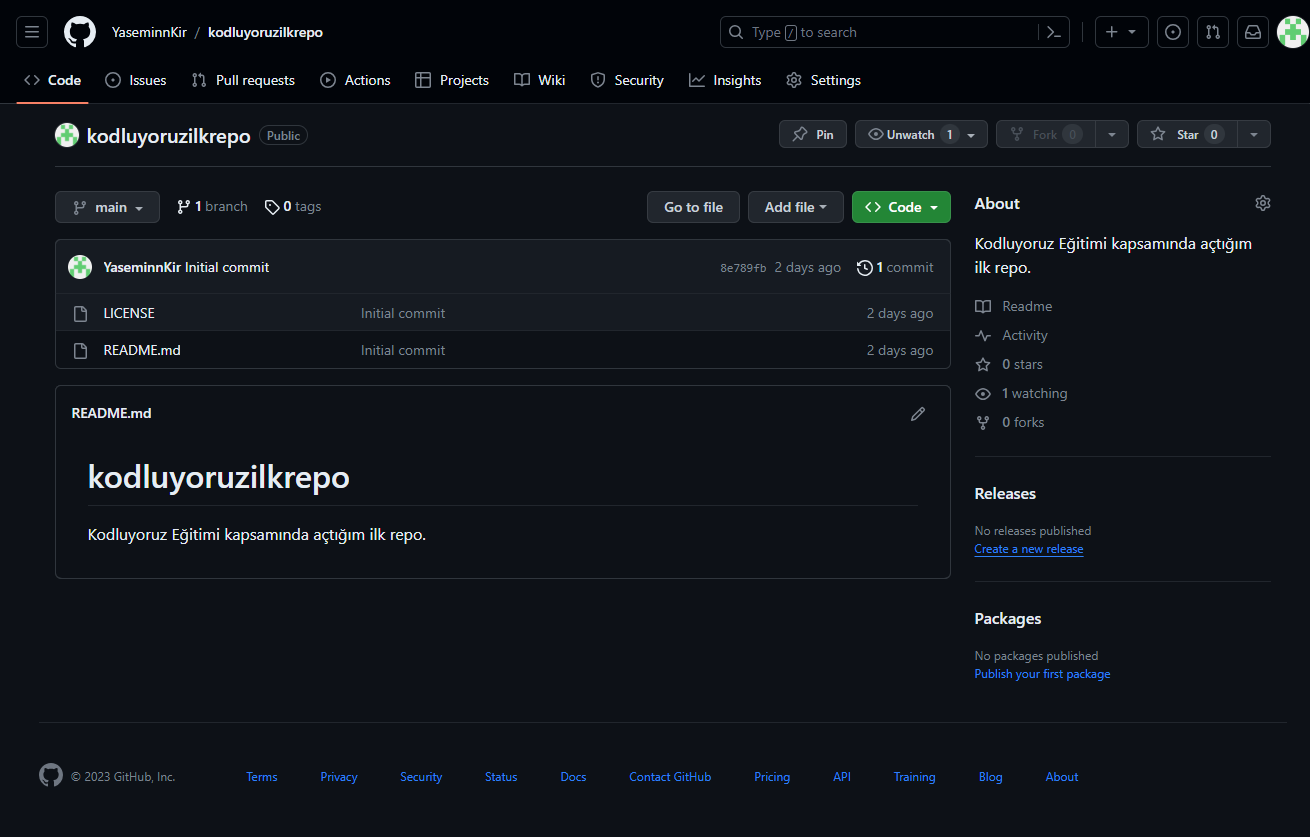 YaseminnKir / kodluyoruzilkrepo
Type / to search
Code Issues Pull requests Actions Projects Wiki Security Insights Settings
kodluyoruzilkrepo Public
Pin Unwatch 1 Fork 0 Star 0
main 1 branch 0 tags
Go to file Add file Code
YaseminnKir Initial commit 8e789fb 2 days ago 1 commit
LICENSE Initial commit 2 days ago
README.md Initial commit 2 days ago
README.md
kodluyoruzilkrepo
Kodluyoruz Eğitimi kapsamında açtığım ilk repo.
About
Kodluyoruz Eğitimi kapsamında açtığım
ilk repo.
Readme
Activity
0 stars
1 watching
0 forks
Releases
No releases published
Create a new release
Packages
No packages published
Publish your first package
© 2023 GitHub, Inc. Terms Privacy Security Status Docs Contact GitHub Pricing API Training Blog About